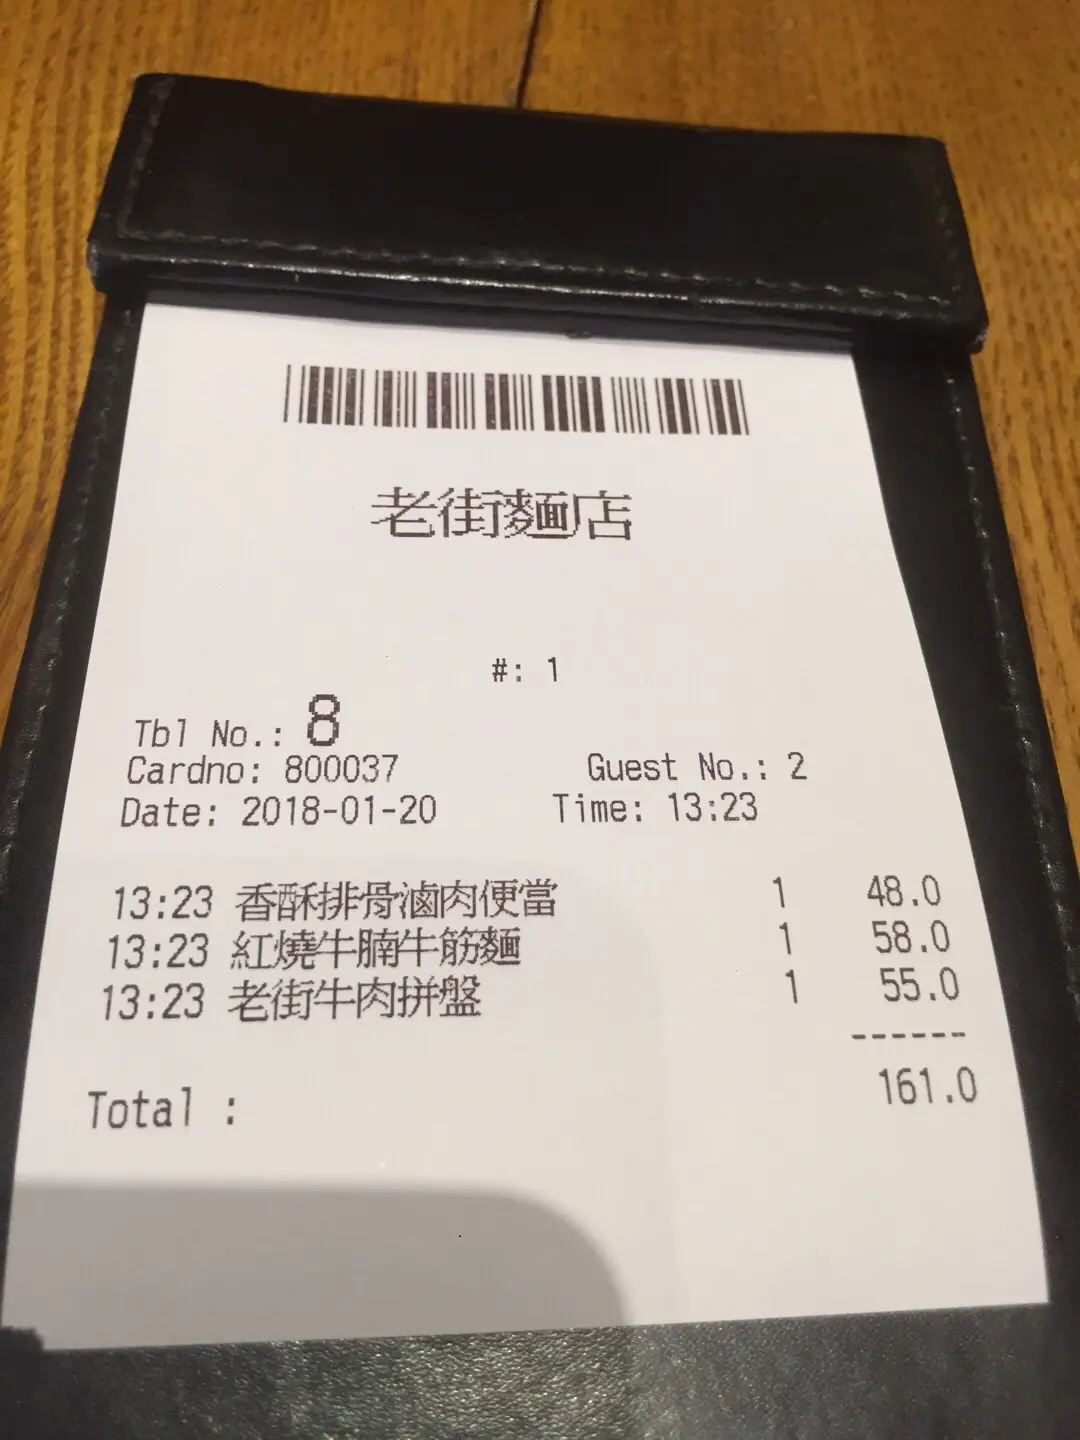 老街麵店
#: 1
Tbl No.: 8
Cardno: 800037 Guest No.: 2
Date: 2018-01-20 Time: 13:23
13:23 香酥排骨滷肉便當 1 48.0
13:23 紅燒牛腩牛筋麵 1 58.0
13:23 老街牛肉拼盤 1 55.0
------
Total : 161.0